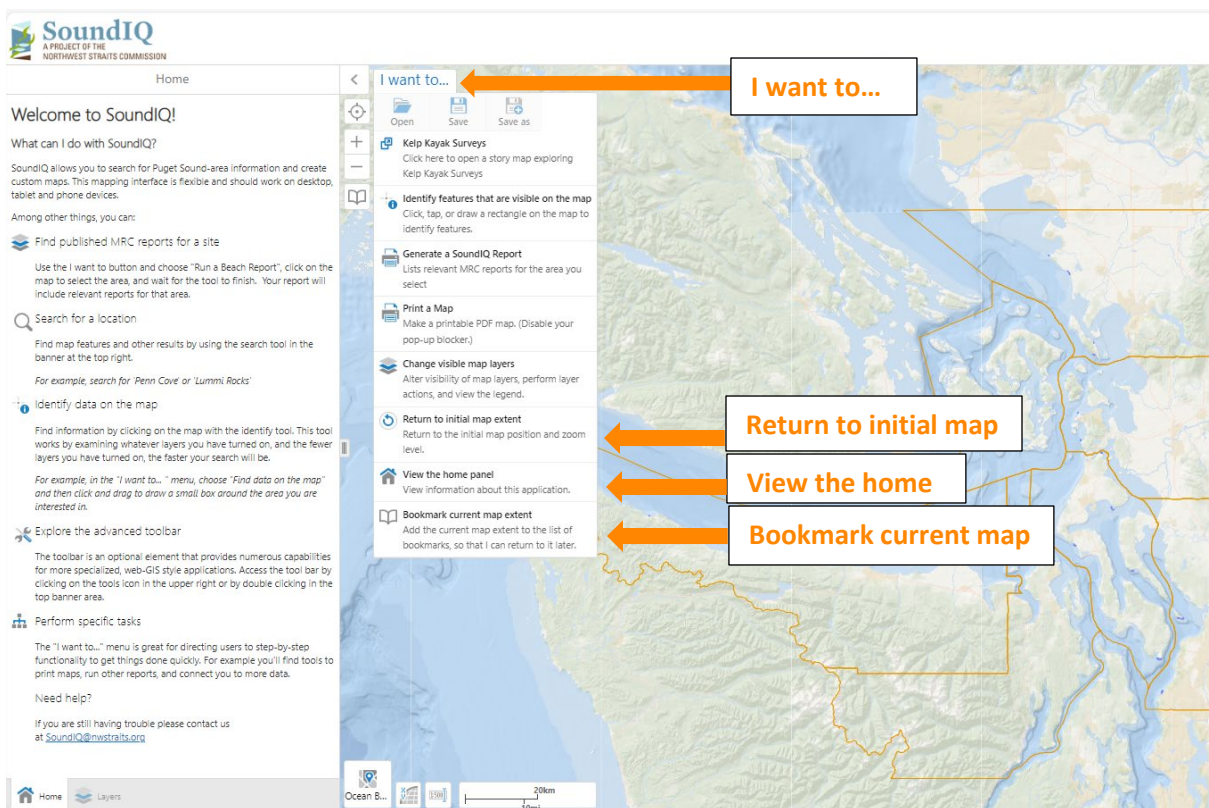 SoundIQ
A PROJECT OF THE
NORTHWEST STRAITS COMMISSION
Home
Welcome to SoundIQ!
What can I do with SoundIQ?
SoundIQ allows you to search for Puget Sound-area information and create
custom maps. This mapping interface is flexible and should work on desktop,
tablet and phone devices.
Among other things, you can:
Find published MRC reports for a site
Use the I want to button and choose "Run a Beach Report", click on the
map to select the area, and wait for the tool to finish. Your report will
include relevant reports for that area.
Search for a location
Find map features and other results by using the search tool in the
banner at the top right.
For example, search for 'Penn Cove' or 'Lummi Rocks'
Identify data on the map
Find information by clicking on the map with the identify tool. This tool
works by examining whatever layers you have turned on, and the fewer
layers you have turned on, the faster your search will be.
For example, in the "I want to... " menu, choose "Find data on the map"
and then click and drag to draw a small box around the area you are
interested in.
Explore the advanced toolbar
The toolbar is an optional element that provides numerous capabilities
for more specialized, web-GIS style applications. Access the tool bar by
clicking on the tools icon in the upper right or by double clicking in the
top banner area.
Perform specific tasks
The "I want to..." menu is great for directing users to step-by-step
functionality to get things done quickly. For example you'll find tools to
print maps, run other reports, and connect you to more data.
Need help?
If you are still having trouble please contact us
at SoundIQ@nwstraits.org
Home
Layers
I want to...
Open
Save
Save as
Kelp Kayak Surveys
Click here to open a story map exploring
Kelp Kayak Surveys
Identify features that are visible on the map
Click, tap, or draw a rectangle on the map to
identify features.
Generate a SoundIQ Report
Lists relevant MRC reports for the area you
select
Print a Map
Make a printable PDF map. (Disable your
pop-up blocker.)
Change visible map layers
Alter visibility of map layers, perform layer
actions, and view the legend.
Return to initial map extent
Return to the initial map position and zoom
level.
View the home panel
View information about this application.
Bookmark current map extent
Add the current map extent to the list of
bookmarks, so that I can return to it later.
I want to…
Return to initial map
View the home
Bookmark current map
Ocean B...
20km